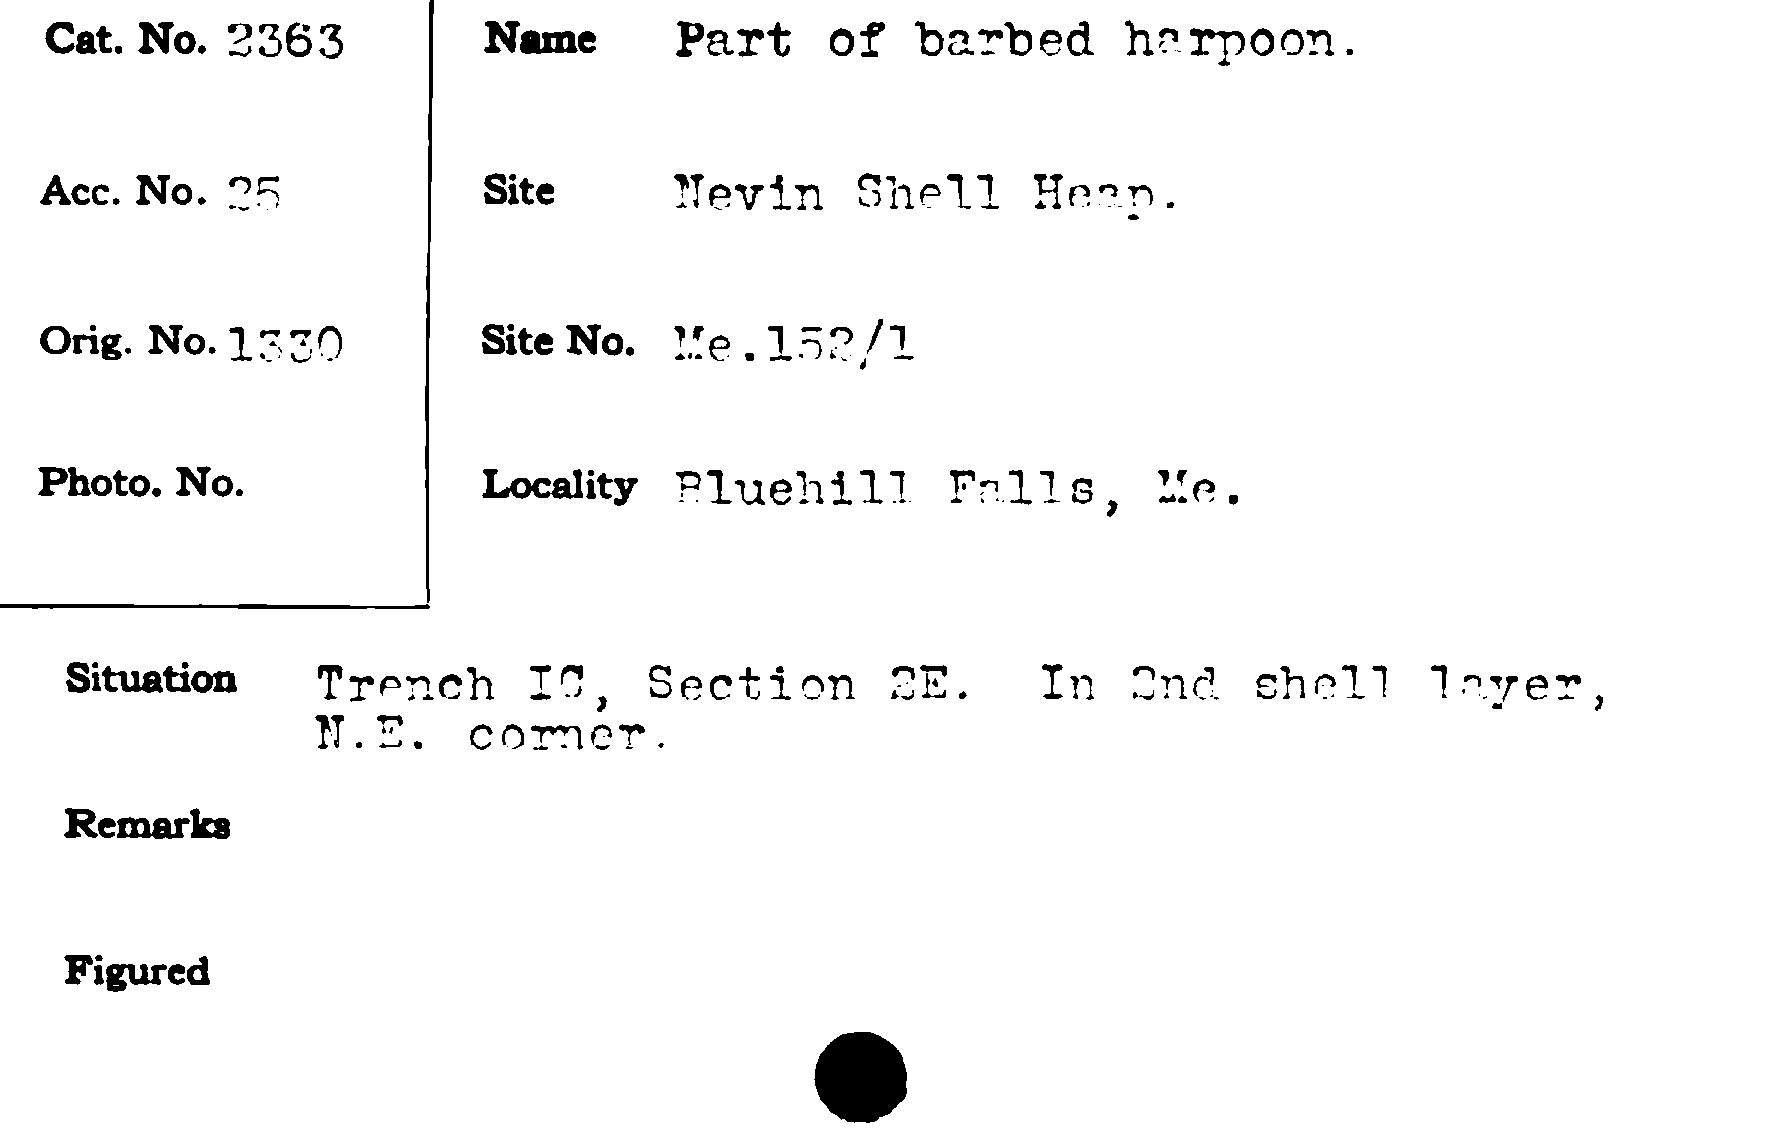 Cat. No. 2363
Name Part of barbed harpoon.
Acc. No. 25
Site Nevin Shell Heap.
Orig. No. 1330
Site No. Me.152/1
Photo. No.
Locality Bluehill Falls, Me.
Situation Trench IC, Section 2E. In 2nd shell layer,
N.E. corner.
Remarks
Figured